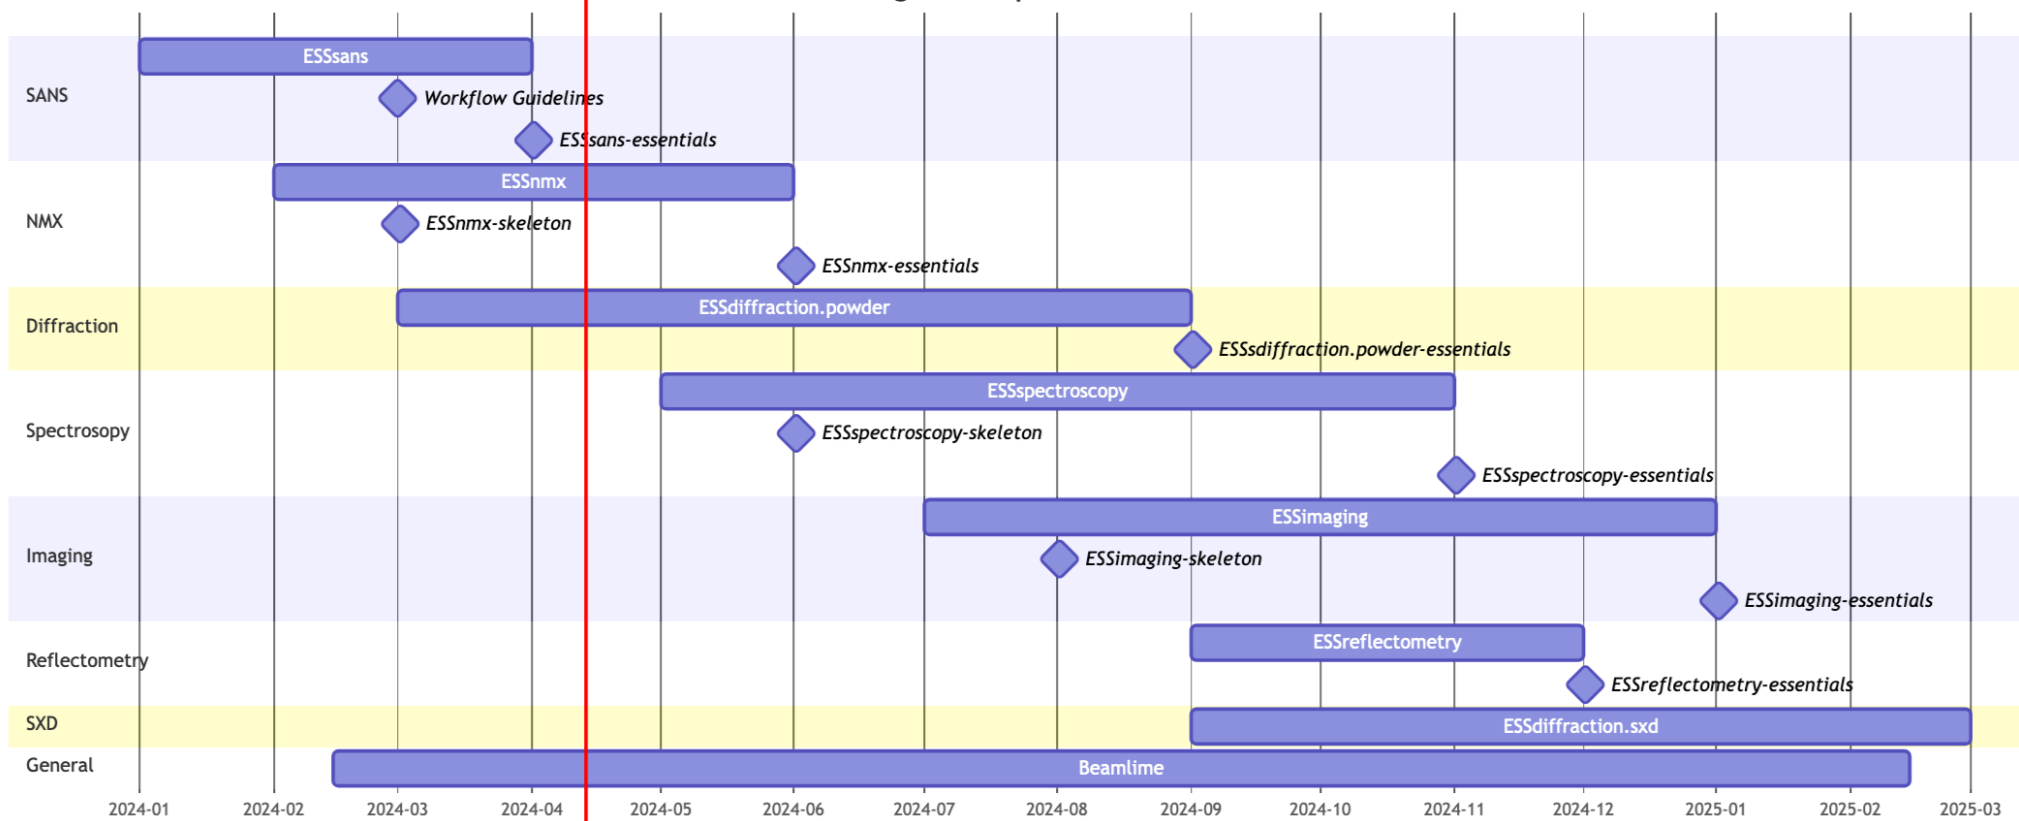 SANS
ESSsans
Workflow Guidelines
ESSsans-essentials
NMX
ESSnmx
ESSnmx-skeleton
ESSnmx-essentials
Diffraction
ESSdiffraction.powder
ESSsdiffraction.powder-essentials
Spectrosopy
ESSspectroscopy
ESSspectroscopy-skeleton
ESSspectroscopy-essentials
Imaging
ESSimaging
ESSimaging-skeleton
ESSimaging-essentials
Reflectometry
ESSreflectometry
ESSreflectometry-essentials
SXD
ESSdiffraction.sxd
General
Beamlime
2024-01 2024-02 2024-03 2024-04 2024-05 2024-06 2024-07 2024-08 2024-09 2024-10 2024-11 2024-12 2025-01 2025-02 2025-03